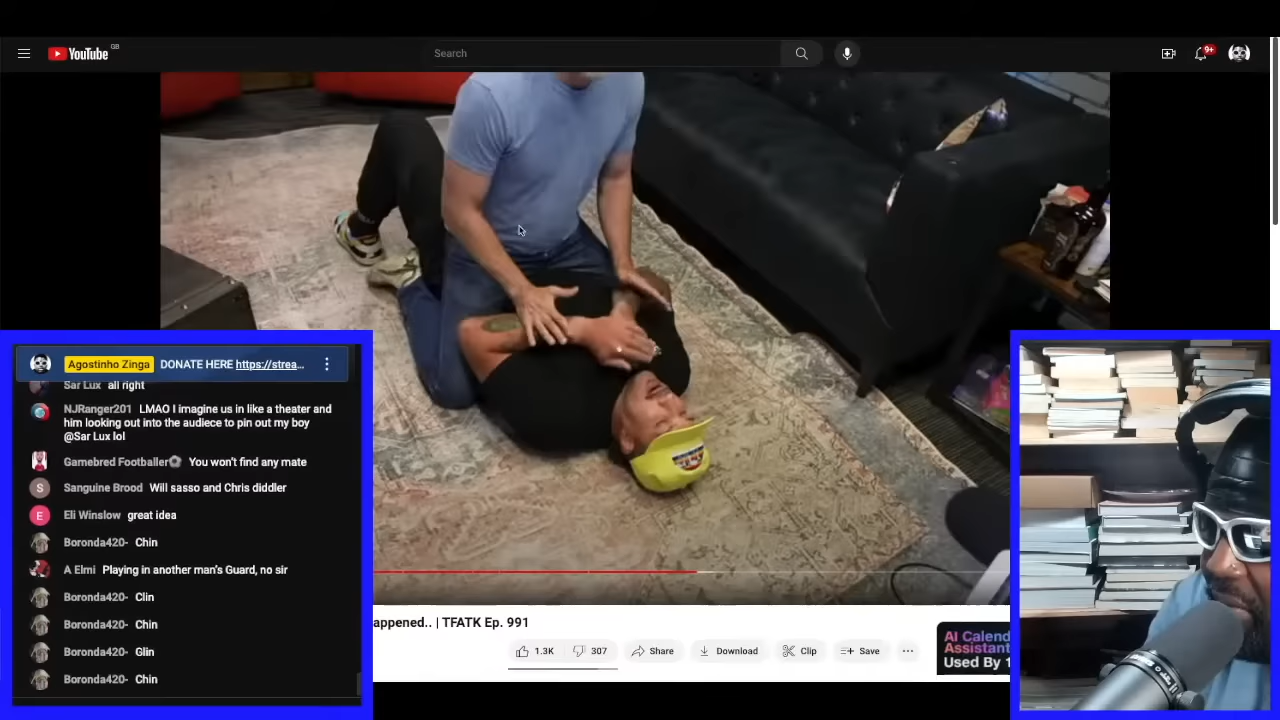 YouTube GB
Search
9+
Agostinho Zinga DONATE HERE https://strea...
Sar Lux all right
NJRanger201 LMAO I imagine us in like a theater and
him looking out into the audiece to pin out my boy
@Sar Lux lol
Gamebred Footballer You won't find any mate
Sanguine Brood Will sasso and Chris diddler
S
Eli Winslow great idea
E
Boronda420- Chin
A Elmi Playing in another man's Guard, no sir
Boronda420- Clin
Boronda420- Chin
Boronda420- Glin
Boronda420- Chin
appened.. | TFATK Ep. 991
1.3K 307 Share Download Clip Save
AI Calend
Assistant
Used By 1